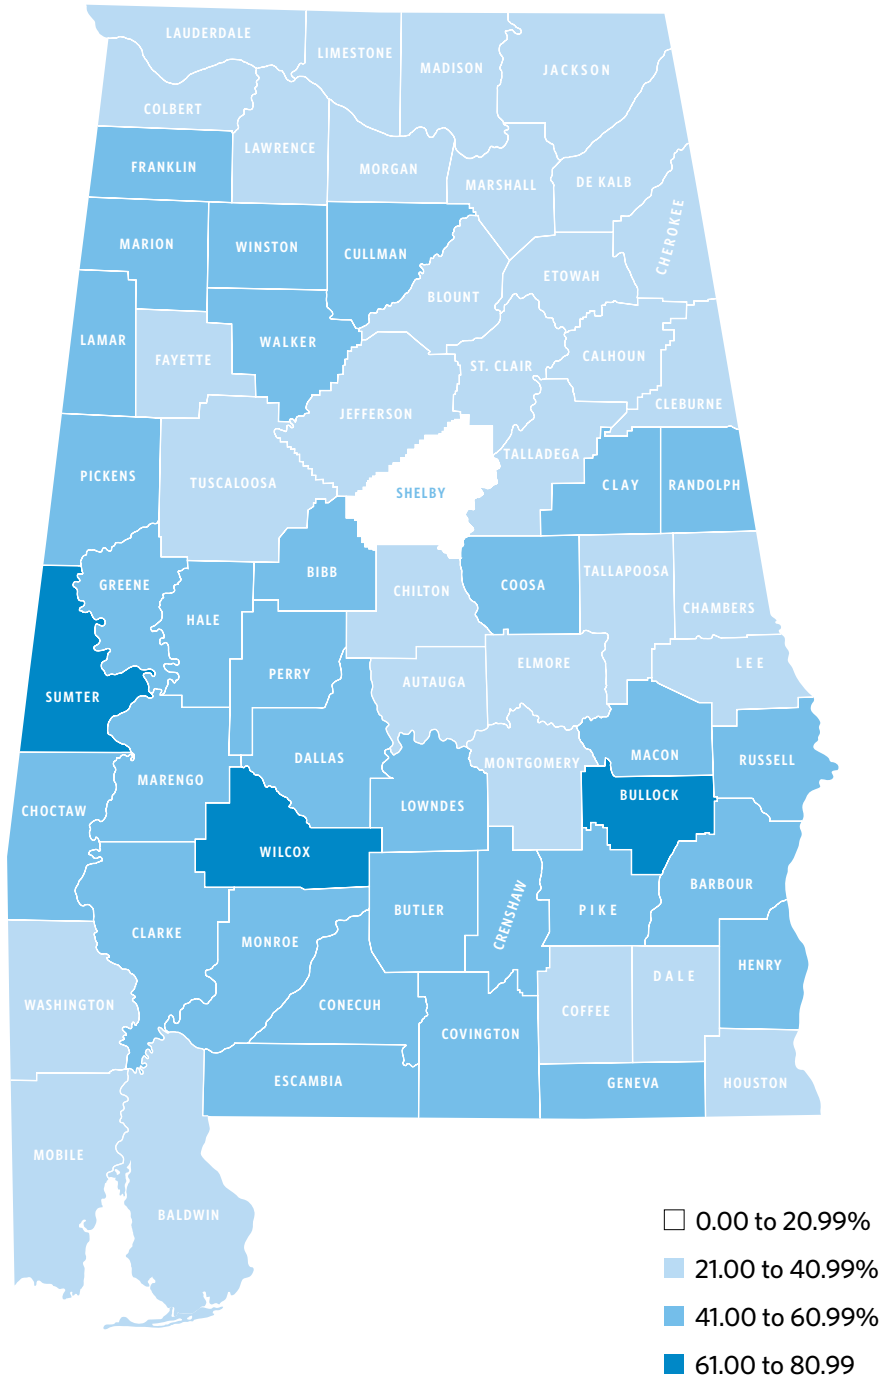 LAUDERDALE
LIMESTONE
MADISON
JACKSON
COLBERT
LAWRENCE
FRANKLIN
MORGAN
MARSHALL
DE KALB
CHEROKEE
MARION
WINSTON
CULLMAN
ETOWAH
BLOUNT
LAMAR
WALKER
FAYETTE
ST. CLAIR
CALHOUN
CLEBURNE
JEFFERSON
TALLADEGA
PICKENS
TUSCALOOSA
SHELBY
CLAY
RANDOLPH
GREENE
BIBB
CHILTON
COOSA
TALLAPOOSA
CHAMBERS
HALE
SUMTER
PERRY
AUTAUGA
ELMORE
LEE
MARENGO
DALLAS
MONTGOMERY
MACON
RUSSELL
CHOCTAW
LOWNDES
BULLOCK
WILCOX
CLARKE
MONROE
BUTLER
CRENSHAW
PIKE
BARBOUR
HENRY
WASHINGTON
CONECUH
COVINGTON
COFFEE
DALE
ESCAMBIA
GENEVA
HOUSTON
MOBILE
BALDWIN
0.00 to 20.99%
21.00 to 40.99%
41.00 to 60.99%
61.00 to 80.99